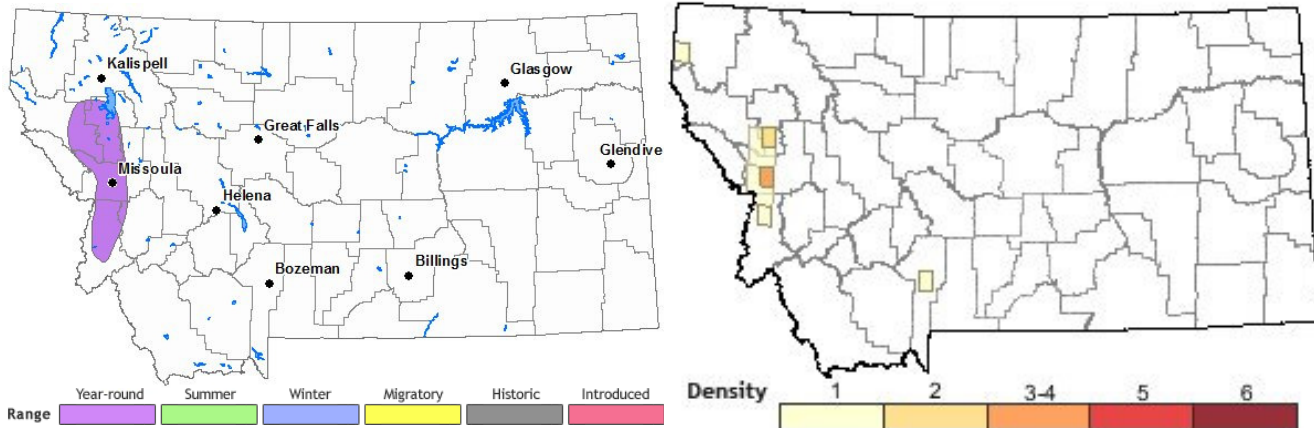 Kalispell
Glasgow
Great Falls
Glendive
Missoula
Helena
Bozeman
Billings
Range Year-round Summer Winter Migratory Historic Introduced
Density 1 2 3-4 5 6